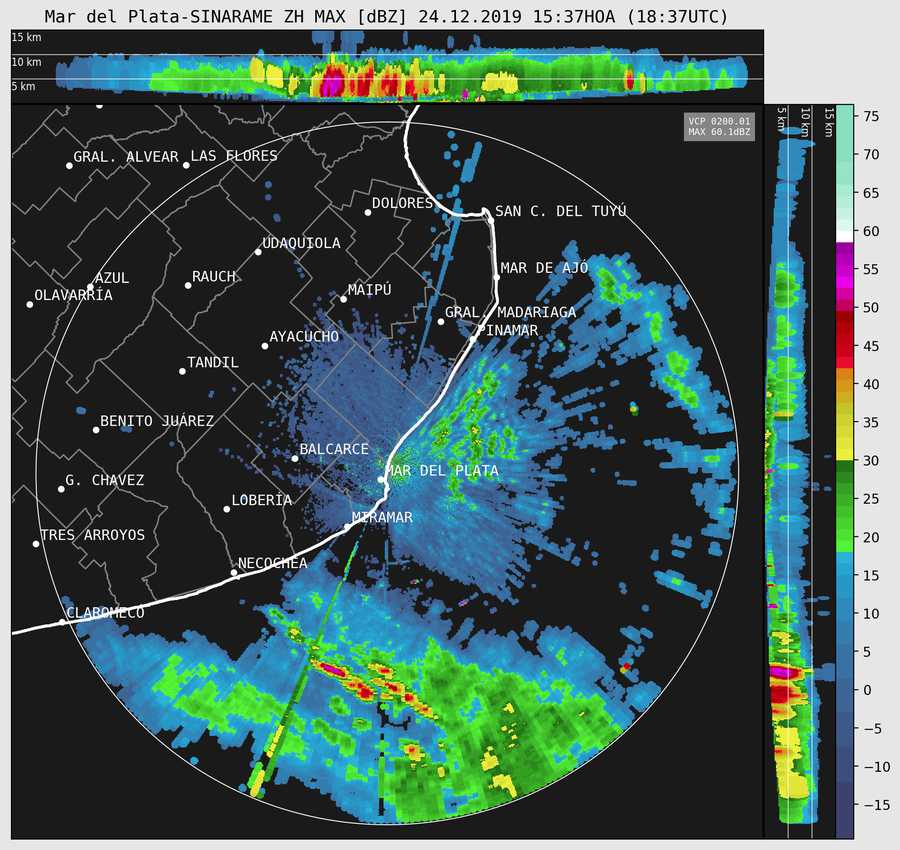 Mar del Plata-SINARAME ZH MAX [dBZ] 24.12.2019 15:37HOA (18:37UTC)
15 km
10 km
5 km
5 km
10 km
15 km
VCP 0200.01
MAX 60.1dBZ
GRAL. ALVEAR
LAS FLORES
DOLORES
SAN C. DEL TUYÚ
UDAQUIOLA
AZUL
RAUCH
MAR DE AJÓ
OLAVARRÍA
MAIPÚ
GRAL. MADARIAGA
PINAMAR
AYACUCHO
TANDIL
BENITO JUÁREZ
BALCARCE
MAR DEL PLATA
G. CHAVEZ
LOBERÍA
MIRAMAR
TRES ARROYOS
NECOCHEA
CLAROMECO
75
70
65
60
55
50
45
40
35
30
25
20
15
10
5
0
−5
−10
−15